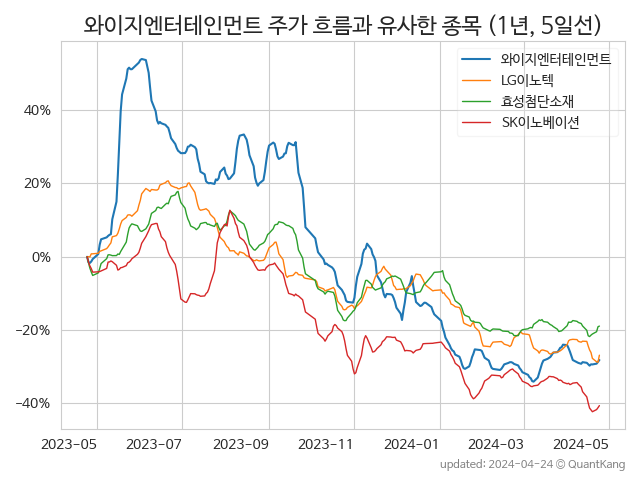 와이지엔터테인먼트 주가 흐름과 유사한 종목 (1년, 5일선)
와이지엔터테인먼트
LG이노텍
효성첨단소재
SK이노베이션
40%
20%
0%
−20%
−40%
2023-05 2023-07 2023-09 2023-11 2024-01 2024-03 2024-05
updated: 2024-04-24 © QuantKang